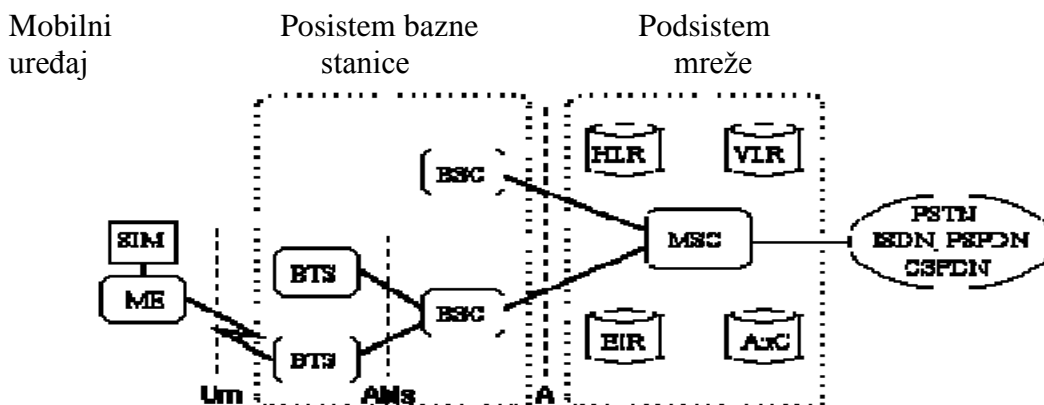 Mobilni
uređaj
Posistem bazne
stanice
Podsistem
mreže
HLR
VLR
BSC
SIM
ME
BTS
BSC
BTS
MSC
PSTN
ISDN, PSPDN
CSPDN
EIR
AuC
Um
Abis
A